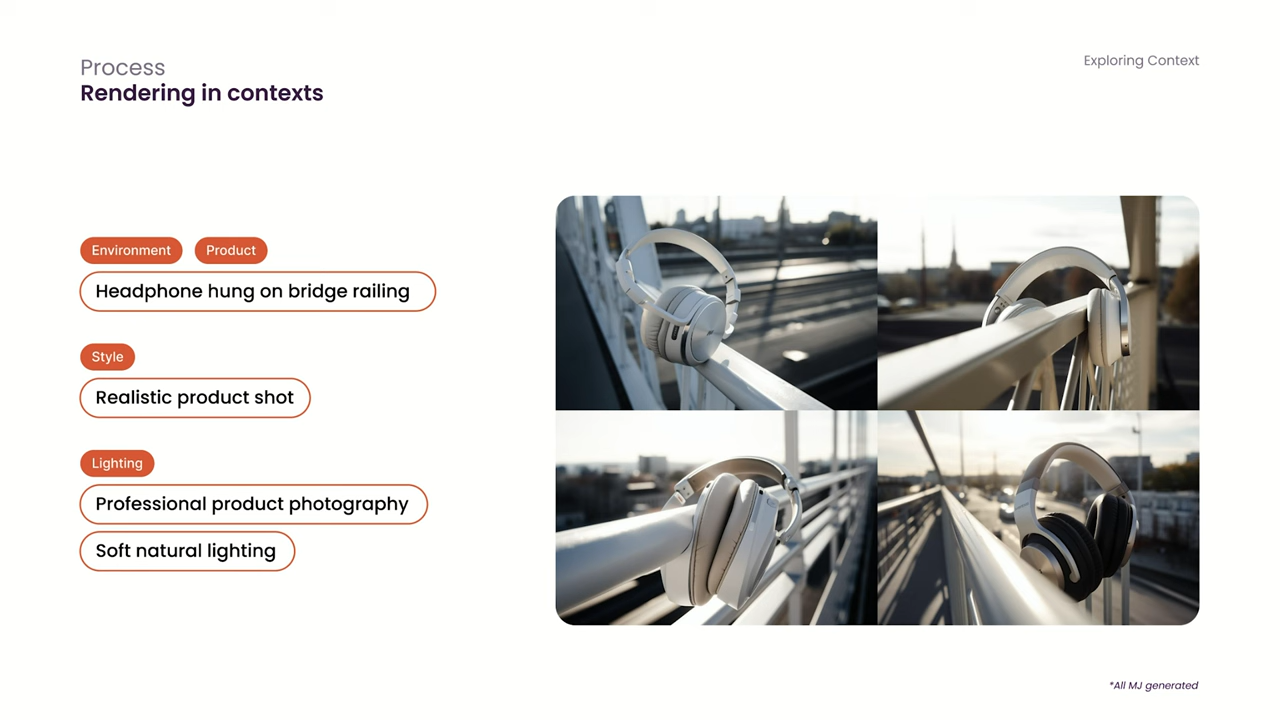 Process
Rendering in contexts
Exploring Context
Environment
Product
Headphone hung on bridge railing
Style
Realistic product shot
Lighting
Professional product photography
Soft natural lighting
*All MJ generated